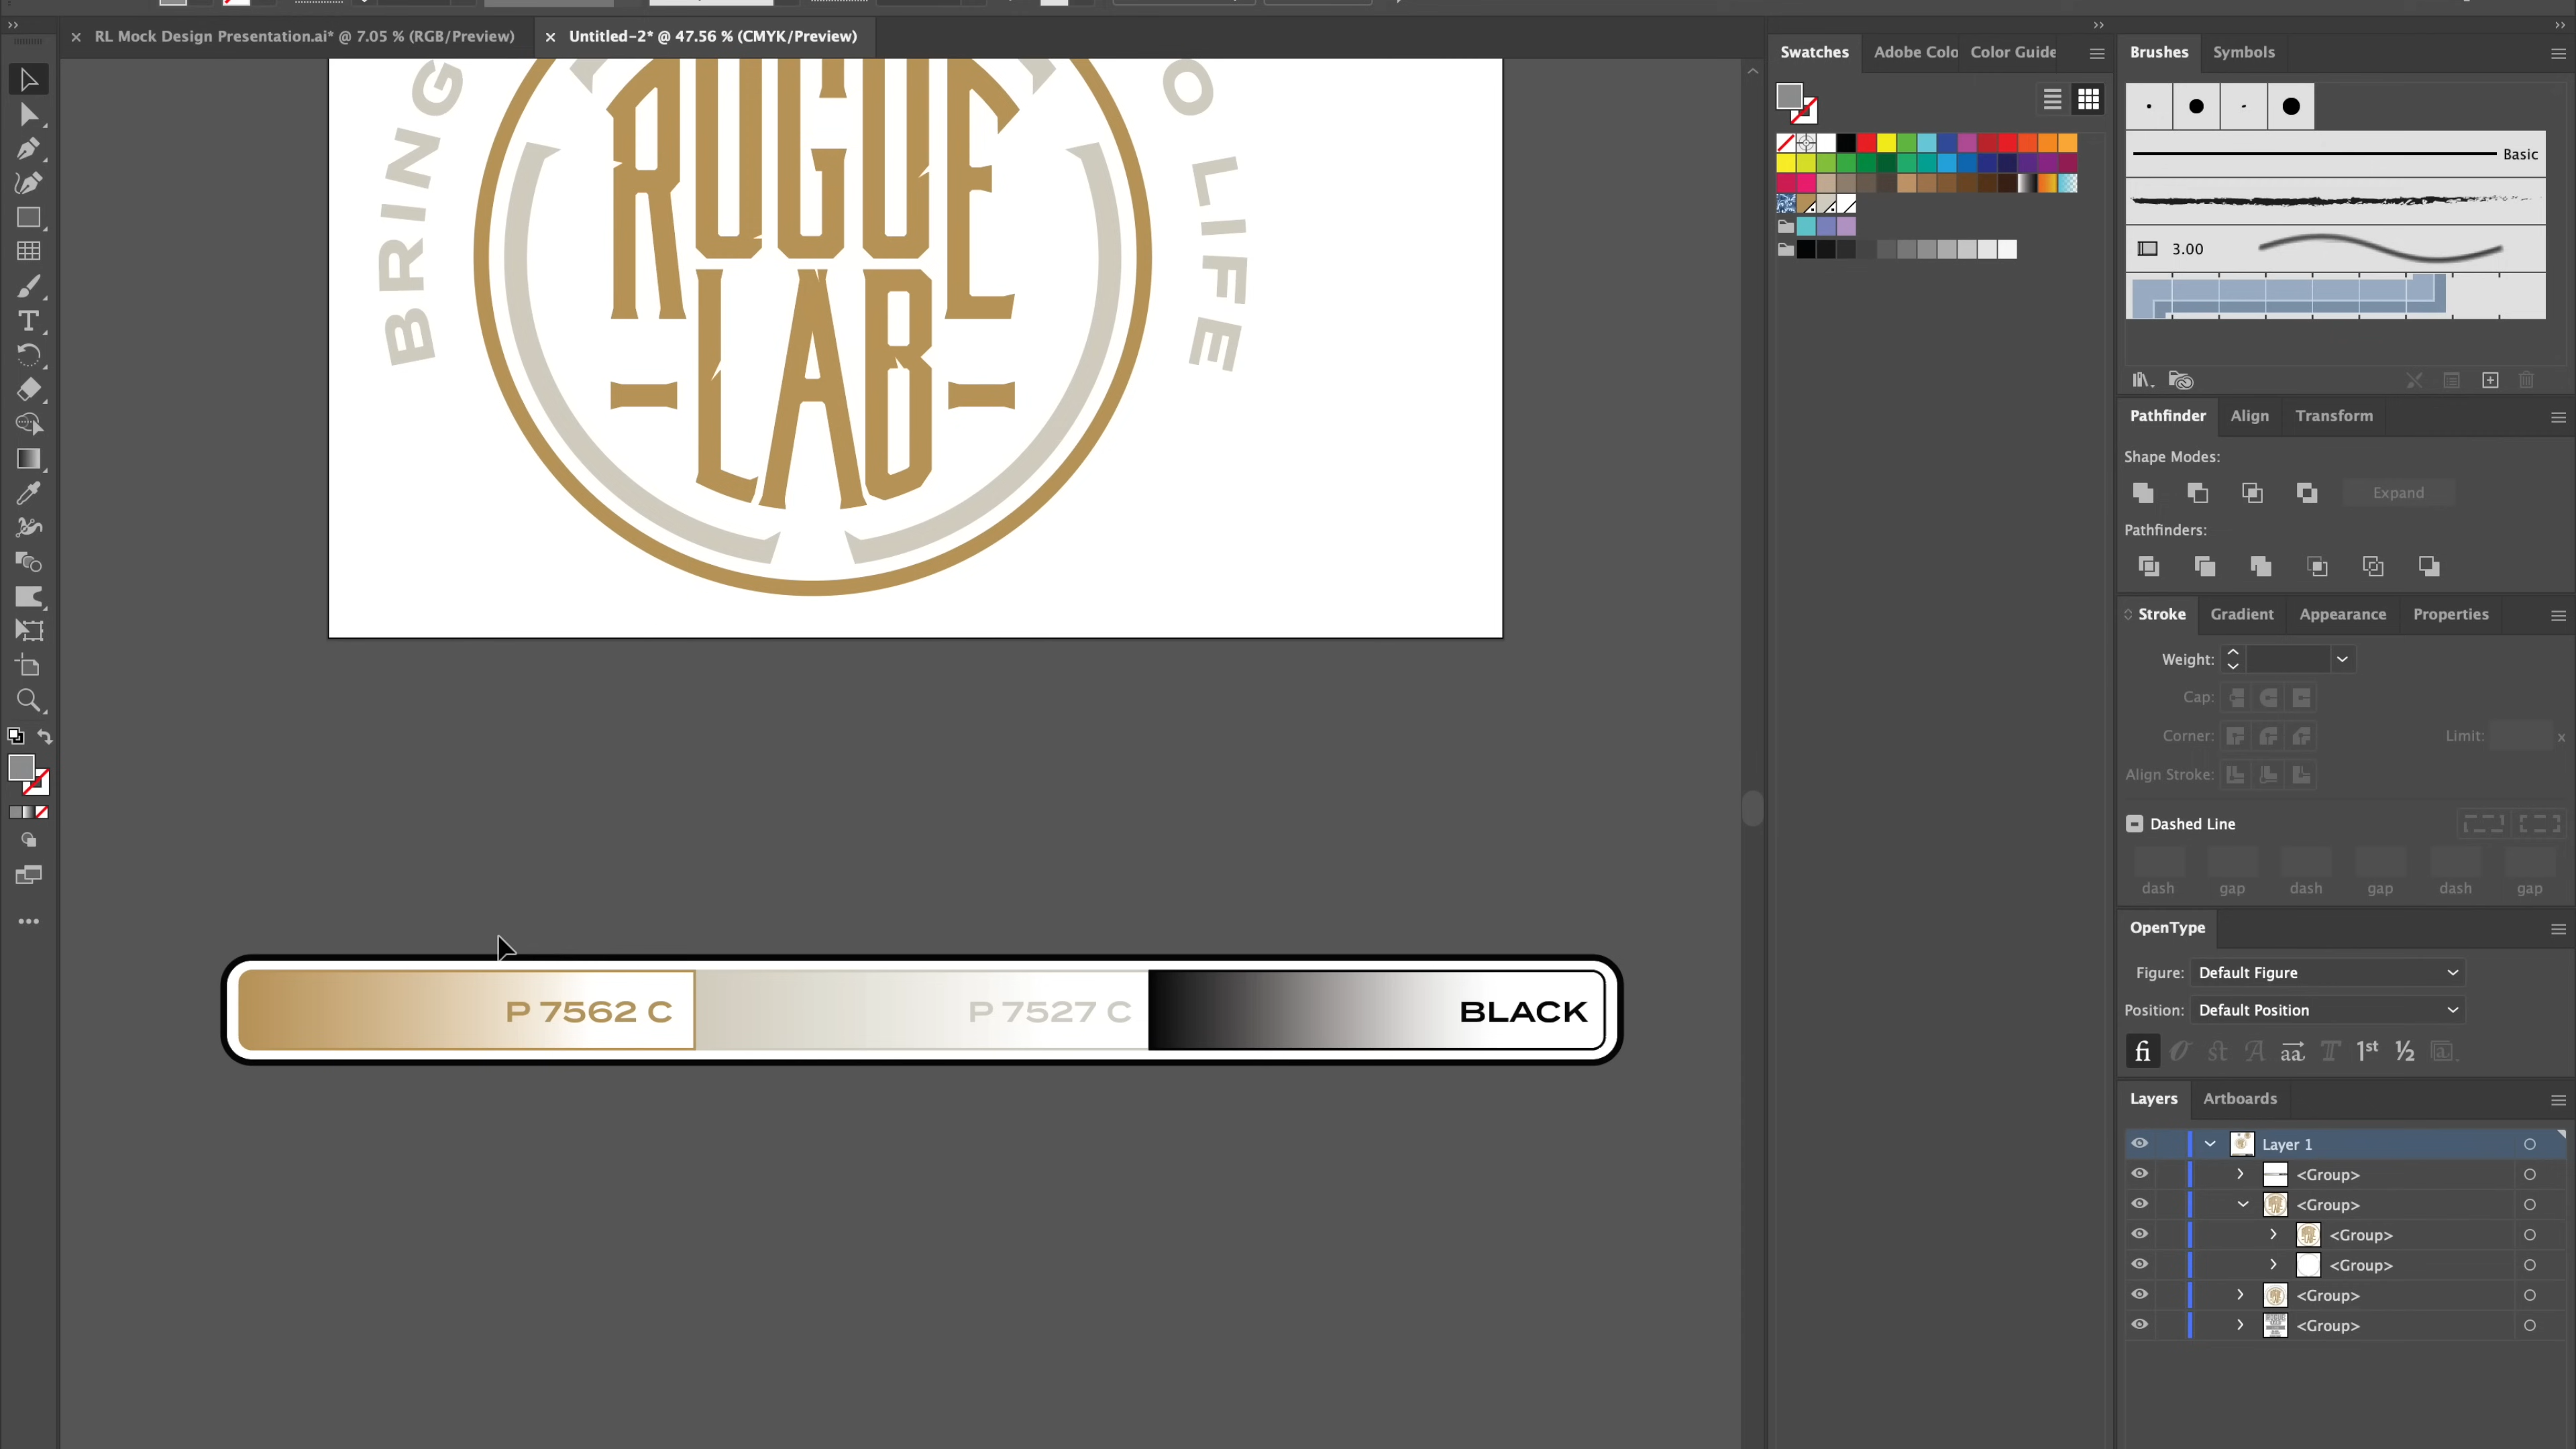 RL Mock Design Presentation.ai* @ 7.05 % (RGB/Preview)
Untitled-2* @ 47.56 % (CMYK/Preview)
Swatches
Adobe Colo
Color Guide
Brushes
Symbols
Basic
3.00
BRING
O LIFE
ROGUE
LAB
Pathfinder
Align
Transform
Shape Modes:
Expand
Pathfinders:
Stroke
Gradient
Appearance
Properties
Weight:
Cap:
Corner:
Limit:
x
Align Stroke:
Dashed Line
dash
gap
dash
gap
dash
gap
P 7562 C
P 7527 C
BLACK
OpenType
Figure:
Default Figure
Position:
Default Position
fi
st
A
aa
T
1st
½
Layers
Artboards
Layer 1
<Group>
<Group>
<Group>
<Group>
<Group>
<Group>